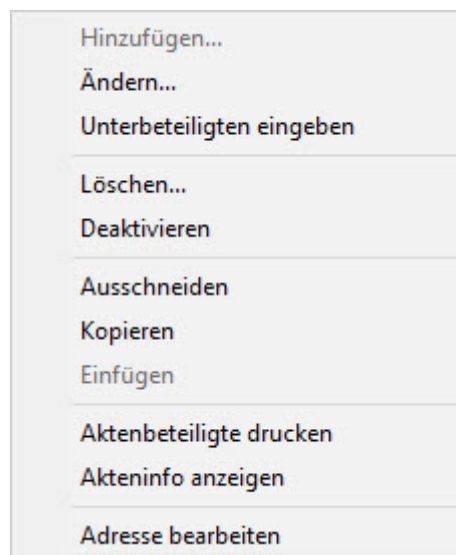 Hinzufügen...
Ändern...
Unterbeteiligten eingeben
Löschen...
Deaktivieren
Ausschneiden
Kopieren
Einfügen
Aktenbeteiligte drucken
Akteninfo anzeigen
Adresse bearbeiten